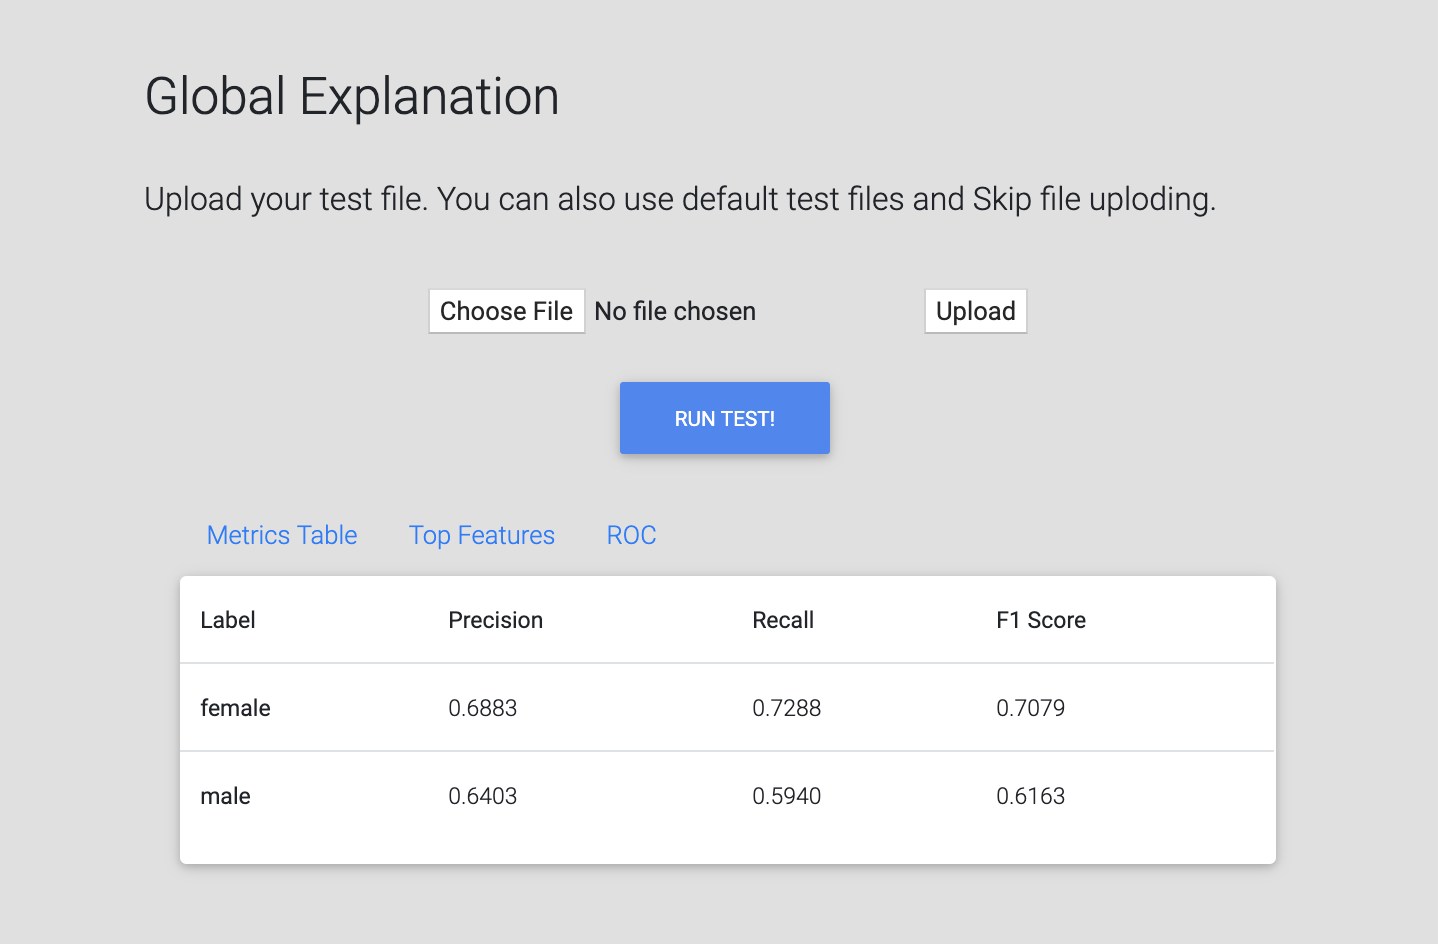 Global Explanation
Upload your test file. You can also use default test files and Skip file uploding.
Choose File No file chosen Upload
RUN TEST!
Metrics Table Top Features ROC
Label Precision Recall F1 Score
female 0.6883 0.7288 0.7079
male 0.6403 0.5940 0.6163